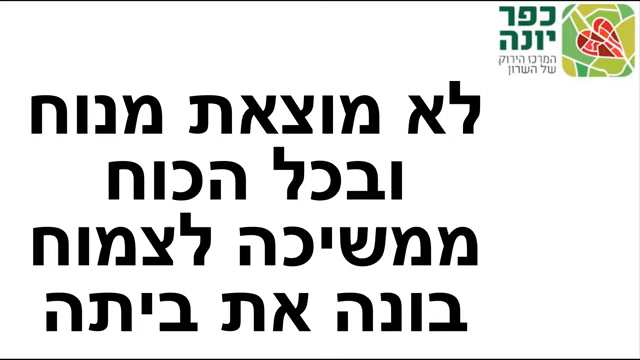 כפר
יונה
המרכז הירוק
של השרון
לא מוצאת מנוח
ובכל הכוח
ממשיכה לצמוח
בונה את ביתה